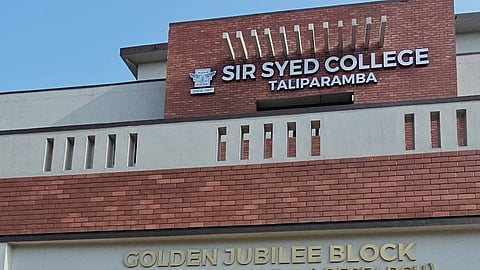 SIR SYED COLLEGE
TALIPARAMBA
GOLDEN JUBILEE BLOCK